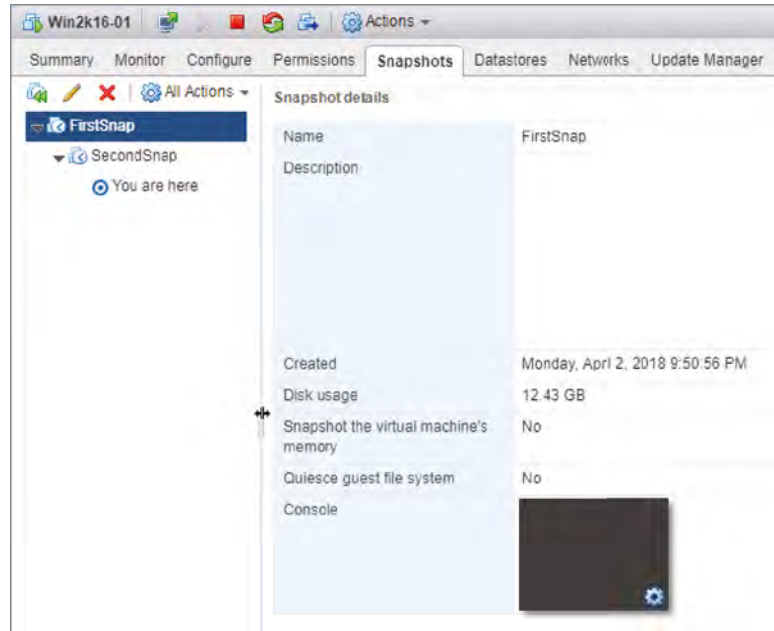 Win2k16-01 Actions
Summary Monitor Configure Permissions Snapshots Datastores Networks Update Manager
All Actions
FirstSnap
SecondSnap
You are here
Snapshot details
Name FirstSnap
Description
Created Monday, Aprl 2, 2018 9:50:56 PM
Disk usage 12.43 GB
Snapshot the virtual machine's No
memory
Quiesce guest file system No
Console